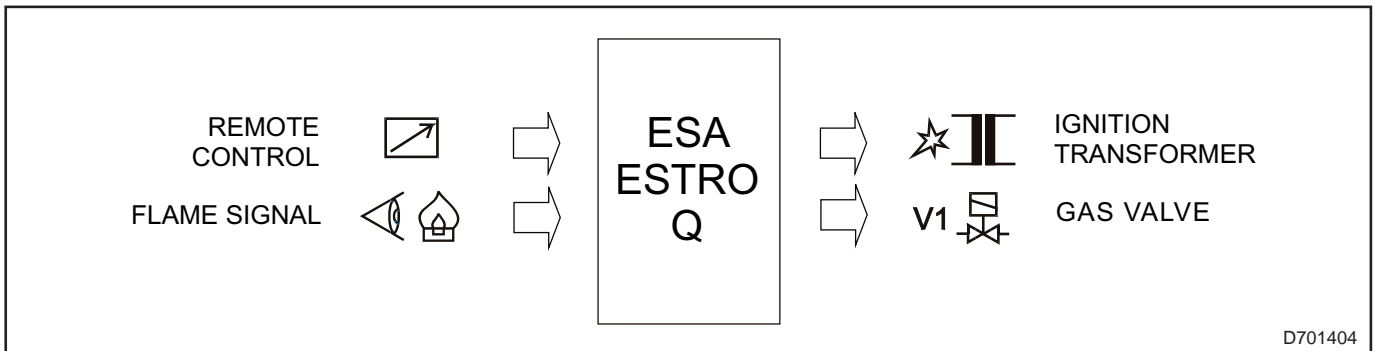 REMOTE
CONTROL
FLAME SIGNAL
ESA
ESTRO
Q
IGNITION
TRANSFORMER
V1
GAS VALVE
D701404